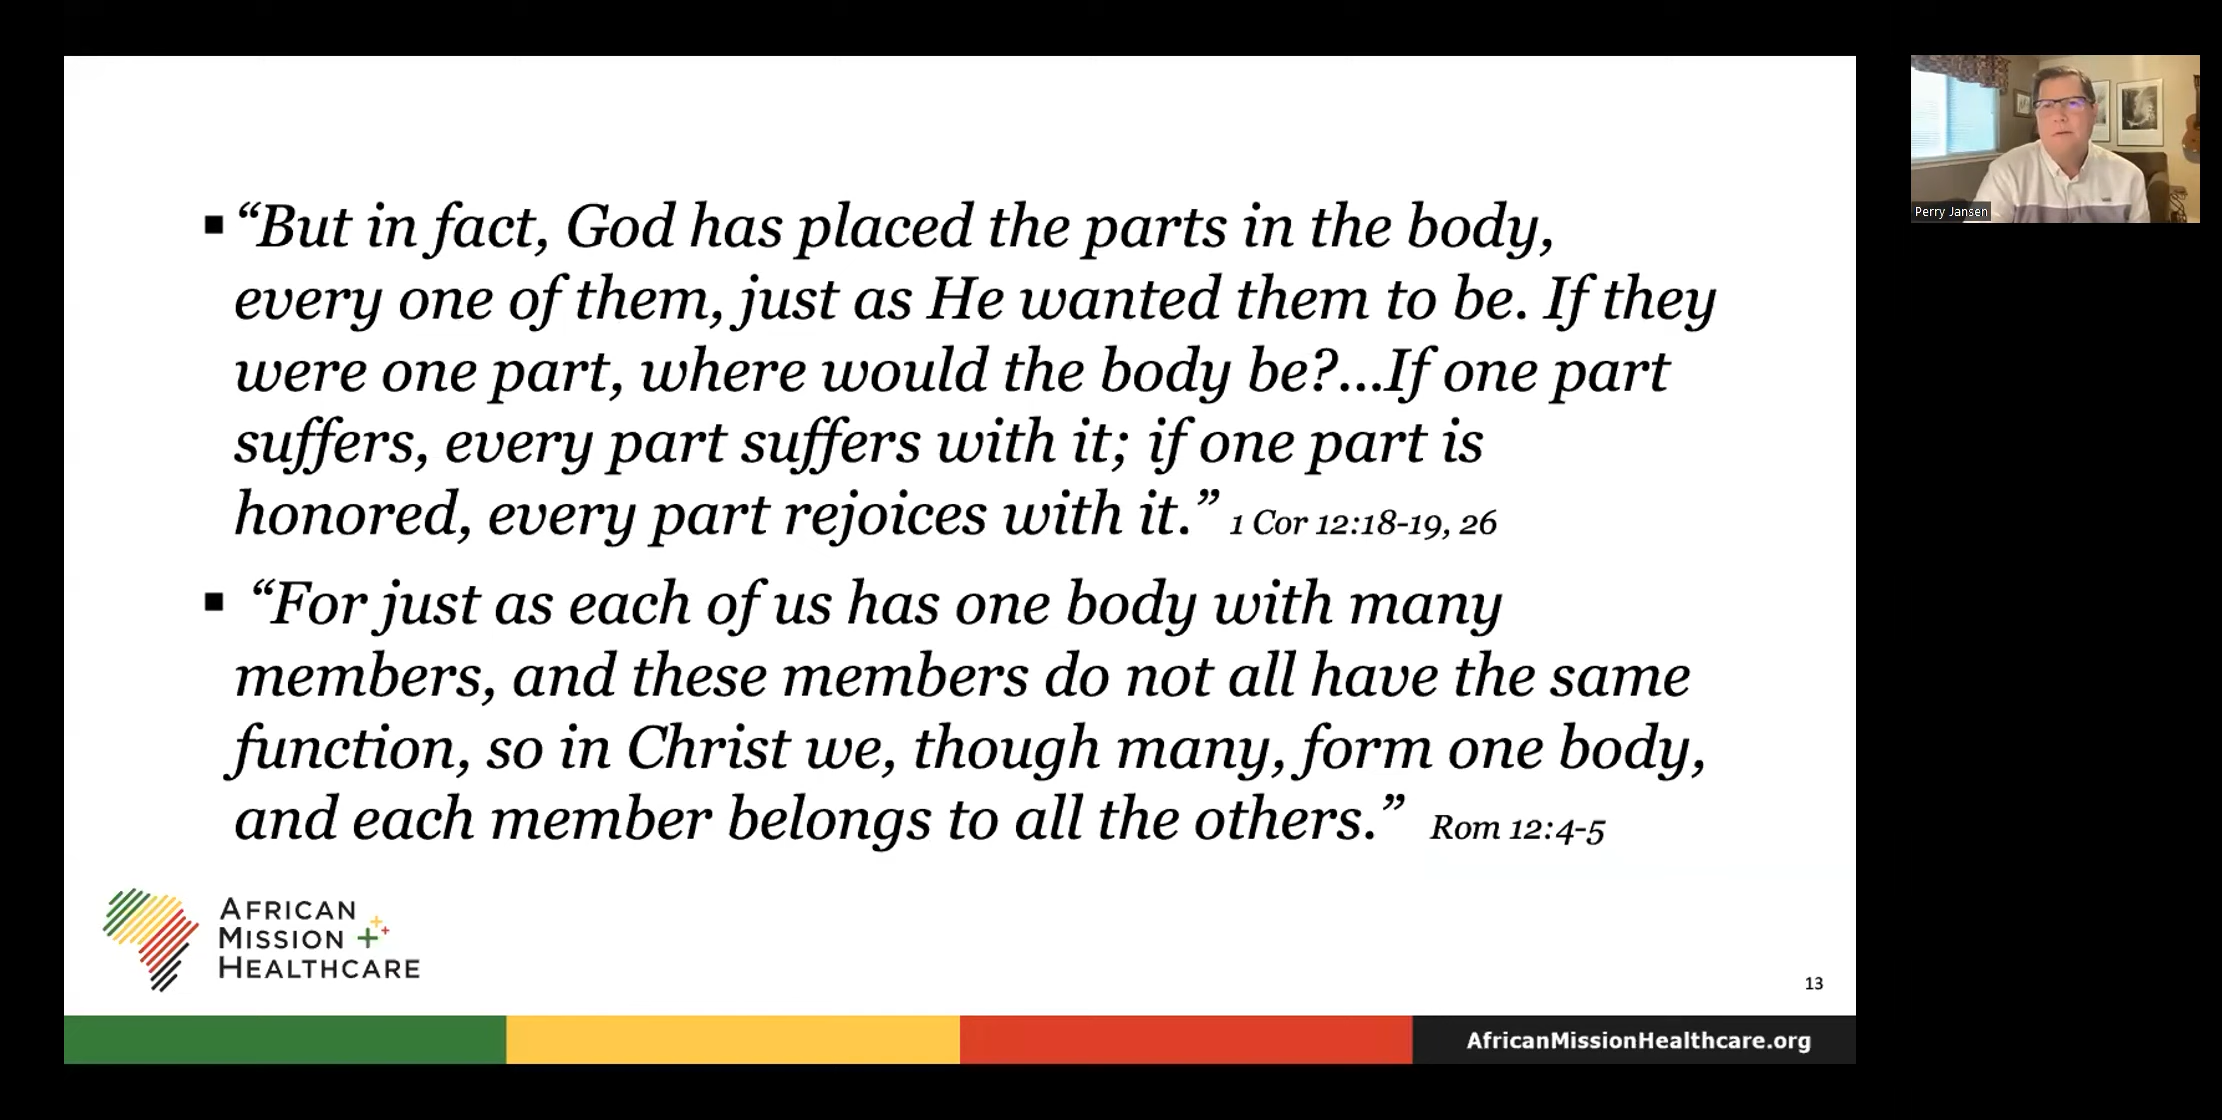 ▪ “But in fact, God has placed the parts in the body,
every one of them, just as He wanted them to be. If they
were one part, where would the body be?...If one part
suffers, every part suffers with it; if one part is
honored, every part rejoices with it.” 1 Cor 12:18-19, 26
▪ “For just as each of us has one body with many
members, and these members do not all have the same
function, so in Christ we, though many, form one body,
and each member belongs to all the others.” Rom 12:4-5
AFRICAN
MISSION
HEALTHCARE
13
AfricanMissionHealthcare.org
Perry Jansen